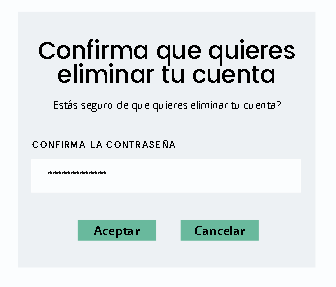 Confirma que quieres
eliminar tu cuenta
Estás seguro de que quieres eliminar tu cuenta?
CONFIRMA LA CONTRASEÑA
*****************
Aceptar
Cancelar